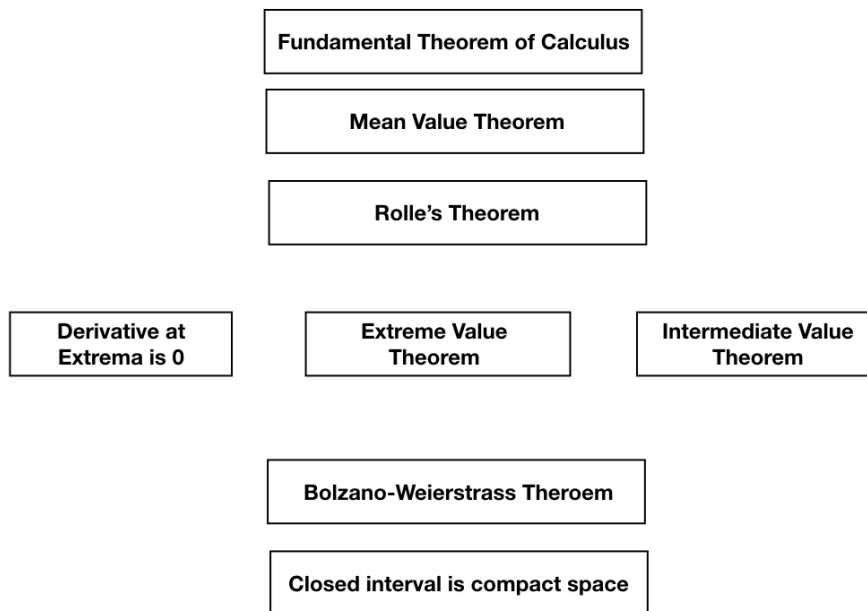 Fundamental Theorem of Calculus
Mean Value Theorem
Rolle’s Theorem
Derivative at
Extrema is 0
Extreme Value
Theorem
Intermediate Value
Theorem
Bolzano-Weierstrass Theroem
Closed interval is compact space